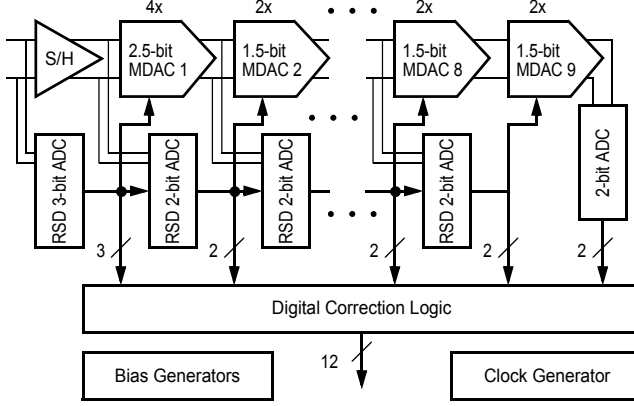 4x 2x • • • 2x 2x
S/H
2.5-bit
MDAC 1
1.5-bit
MDAC 2
1.5-bit
MDAC 8
1.5-bit
MDAC 9
• • •
RSD 3-bit ADC
RSD 2-bit ADC
RSD 2-bit ADC
• • •
RSD 2-bit ADC
2-bit ADC
3 2 2 2 2
Digital Correction Logic
12
Bias Generators
Clock Generator